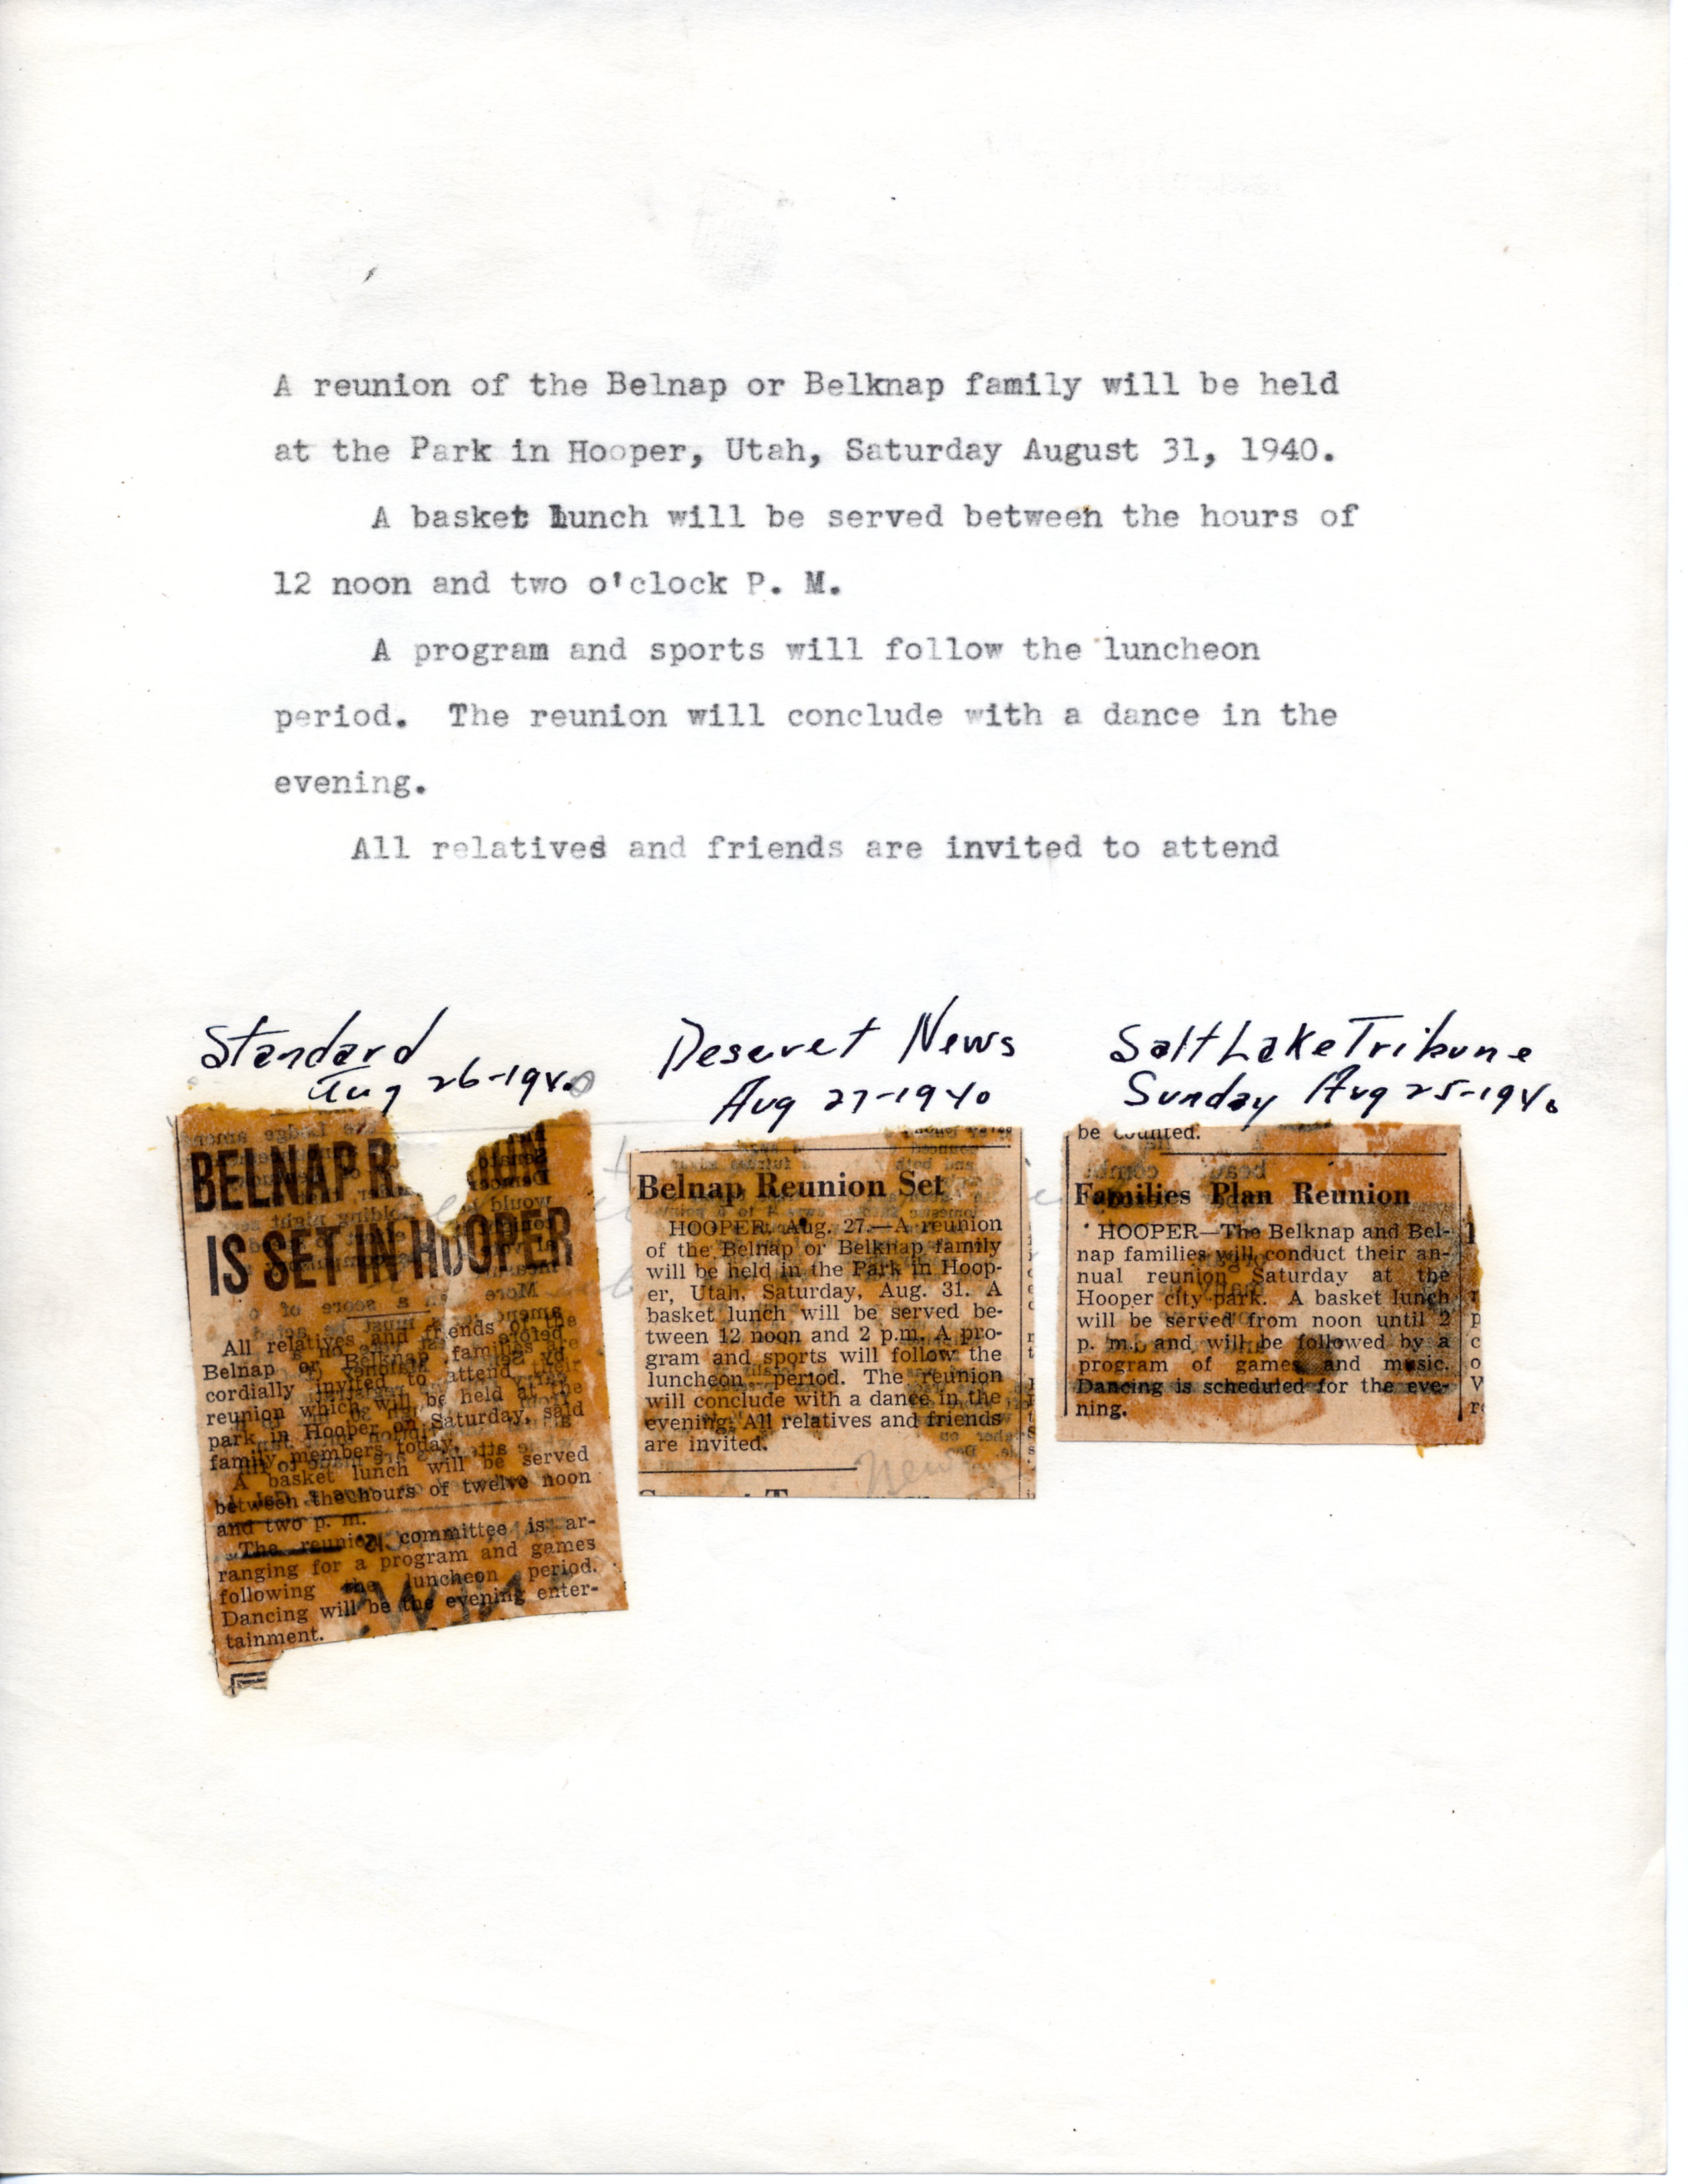 A reunion of the Belnap or Belknap family will be held
at the Park in Hooper, Utah, Saturday August 31, 1940.
A basket lunch will be served between the hours of
12 noon and two o'clock P. M.
A program and sports will follow the luncheon
period. The reunion will conclude with a dance in the
evening.
All relatives and friends are invited to attend
Standard
Aug 26-1940
BELNAP R
IS SET IN HOOPER
All relatives and friends of the
Belnap or Belknap families are
cordially invited to attend their
reunion which will be held at the
park in Hooper on Saturday, said
family members today.
A basket lunch will be served
between the hours of twelve noon
and two p. m.
The reunion committee is ar-
ranging for a program and games
following the luncheon period.
Dancing will be the evening enter-
tainment.
Deseret News
Aug 27-1940
Belnap Reunion Set
HOOPER, Aug. 27.—A reunion
of the Belnap or Belknap family
will be held in the Park in Hoop-
er, Utah, Saturday, Aug. 31. A
basket lunch will be served be-
tween 12 noon and 2 p.m. A pro-
gram and sports will follow the
luncheon period. The reunion
will conclude with a dance in the
evening. All relatives and friends
are invited.
News
Salt Lake Tribune
Sunday Aug 25-1940
be counted.
Families Plan Reunion
HOOPER—The Belknap and Bel-
nap families will conduct their an-
nual reunion Saturday at the
Hooper city park. A basket lunch
will be served from noon until 2
p. m. and will be followed by a
program of games and music.
Dancing is scheduled for the eve-
ning.